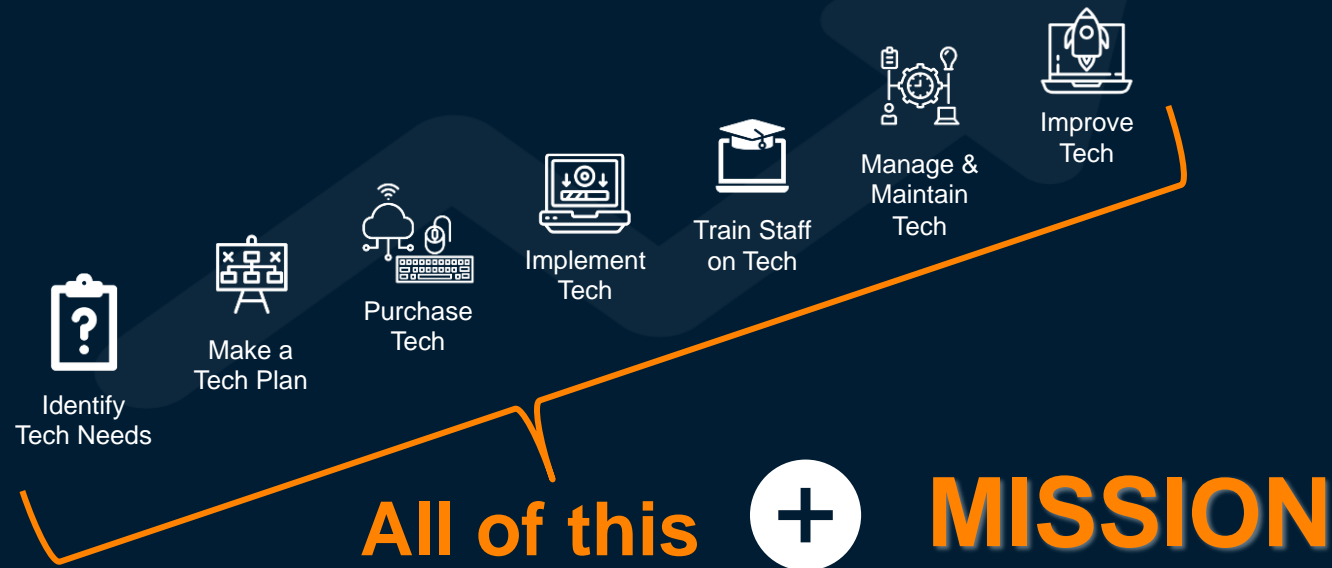 Identify
Tech Needs
Make a
Tech Plan
Purchase
Tech
Implement
Tech
Train Staff
on Tech
Manage &
Maintain
Tech
Improve
Tech
All of this
+
MISSION